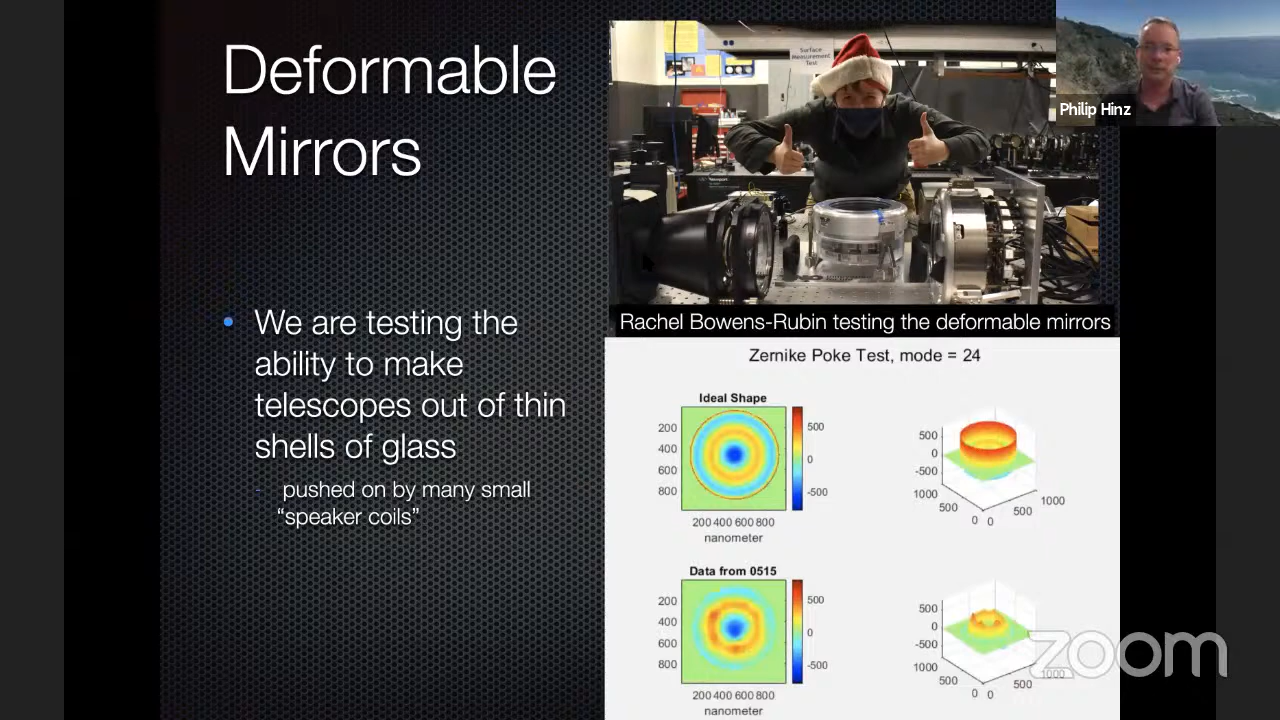 Deformable
Mirrors
• We are testing the
ability to make
telescopes out of thin
shells of glass
- pushed on by many small
“speaker coils”
Surface
Measurement
Test
Philip Hinz
Rachel Bowens-Rubin testing the deformable mirrors
Zernike Poke Test, mode = 24
Ideal Shape
200
400
600
800
200 400 600 800
nanometer
500
0
-500
500
0
-500
1000
500
0
0
500
1000
Data from 0515
200
400
600
800
200 400 600 800
nanometer
500
0
-500
500
0
-500
1000
500
0
0
500
1000
zoom